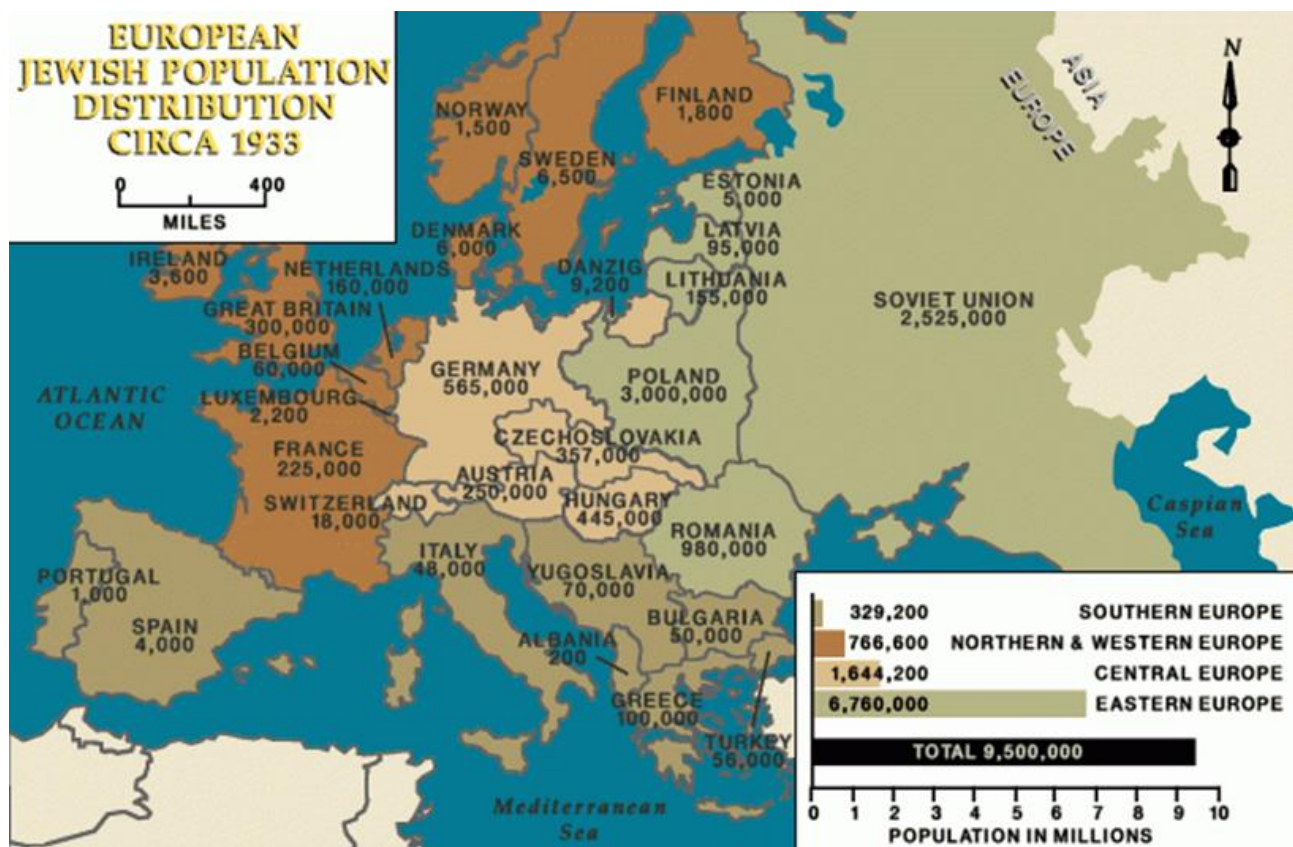 EUROPEAN
JEWISH POPULATION
DISTRIBUTION
CIRCA 1933
0 400
MILES
N
ASIA
EUROPE
NORWAY
1,500
SWEDEN
6,500
FINLAND
1,800
ESTONIA
5,000
LATVIA
95,000
LITHUANIA
155,000
DENMARK
6,000
DANZIG
9,200
IRELAND
3,600
NETHERLANDS
160,000
GREAT BRITAIN
300,000
BELGIUM
60,000
LUXEMBOURG
2,200
GERMANY
565,000
POLAND
3,000,000
SOVIET UNION
2,525,000
ATLANTIC
OCEAN
FRANCE
225,000
CZECHOSLOVAKIA
357,000
SWITZERLAND
18,000
AUSTRIA
250,000
HUNGARY
445,000
ROMANIA
980,000
Caspian
Sea
PORTUGAL
1,000
SPAIN
4,000
ITALY
48,000
YUGOSLAVIA
70,000
BULGARIA
50,000
ALBANIA
200
GREECE
100,000
TURKEY
56,000
Mediterranean
Sea
329,200 SOUTHERN EUROPE
766,600 NORTHERN & WESTERN EUROPE
1,644,200 CENTRAL EUROPE
6,760,000 EASTERN EUROPE
TOTAL 9,500,000
0 1 2 3 4 5 6 7 8 9 10
POPULATION IN MILLIONS